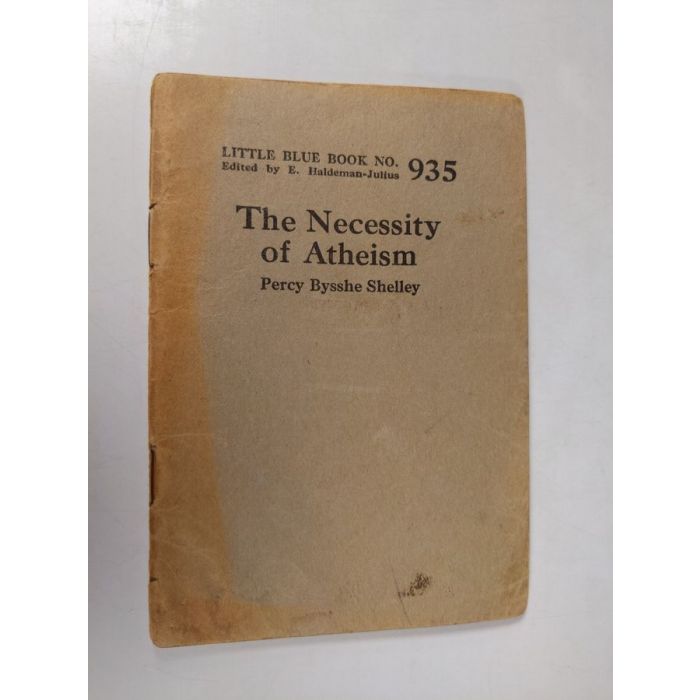 LITTLE BLUE BOOK NO. 935
Edited by E. Haldeman-Julius
The Necessity
of Atheism
Percy Bysshe Shelley